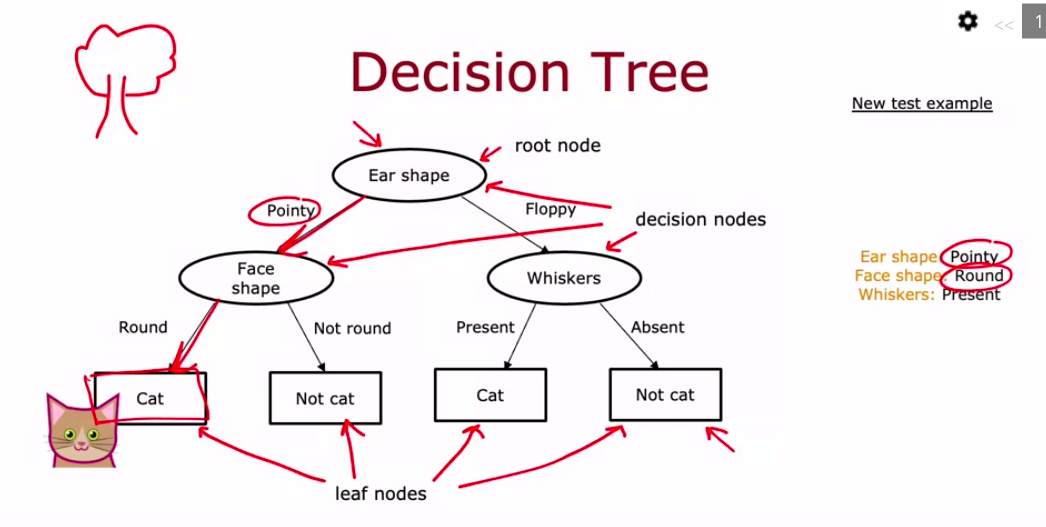 <<
1
Decision Tree
New test example
root node
Ear shape
Pointy
Floppy
decision nodes
Face
shape
Whiskers
Ear shape: Pointy
Face shape: Round
Whiskers: Present
Round
Not round
Present
Absent
Cat
Not cat
Cat
Not cat
leaf nodes